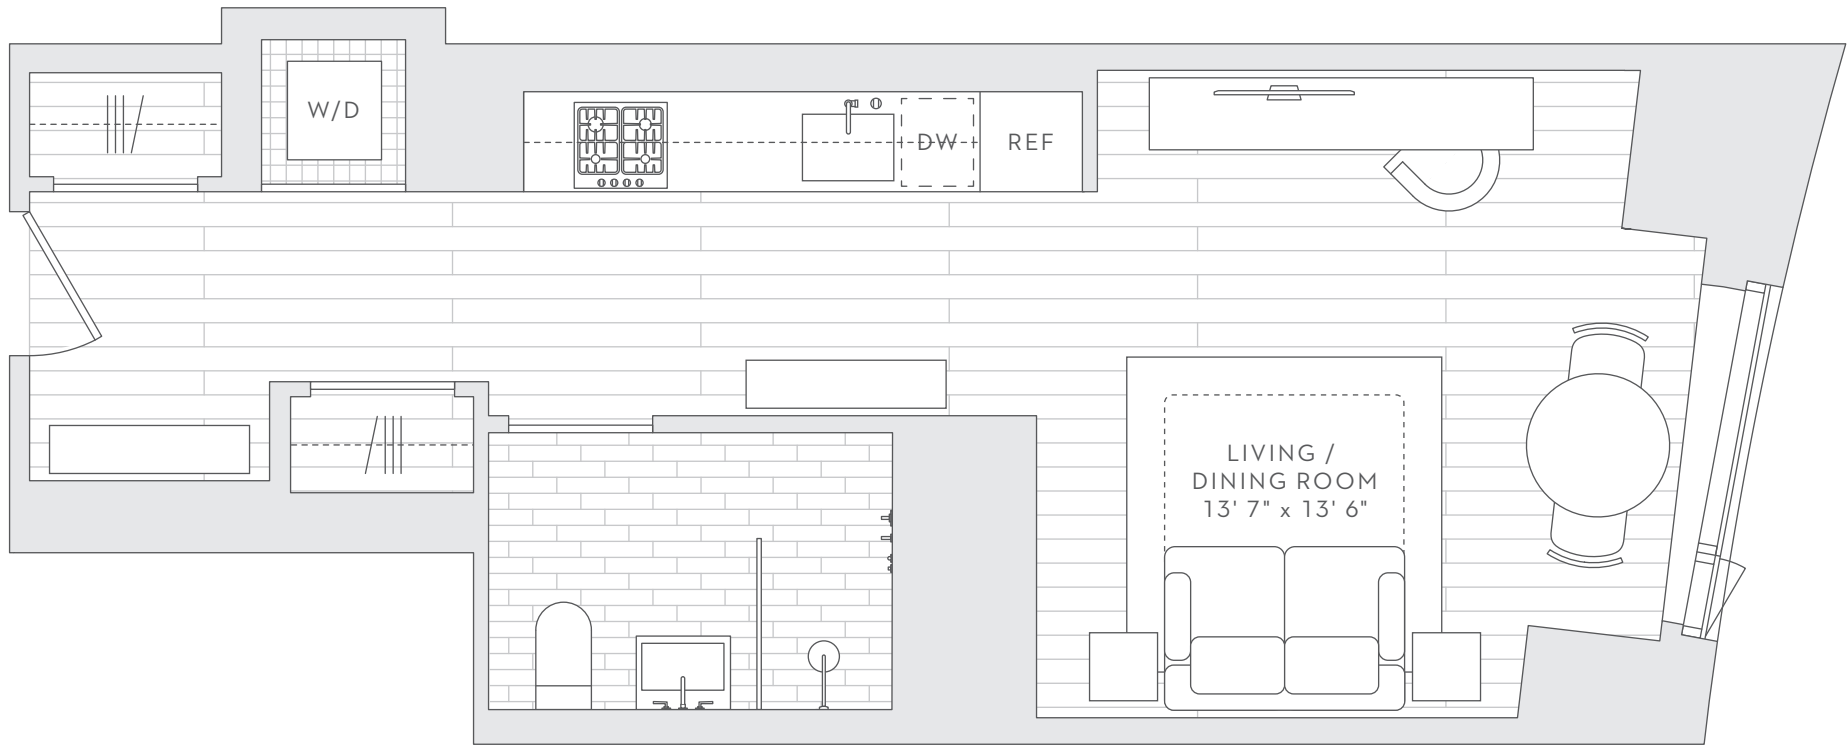 W/D
DW
REF
LIVING /
DINING ROOM
13' 7" x 13' 6"